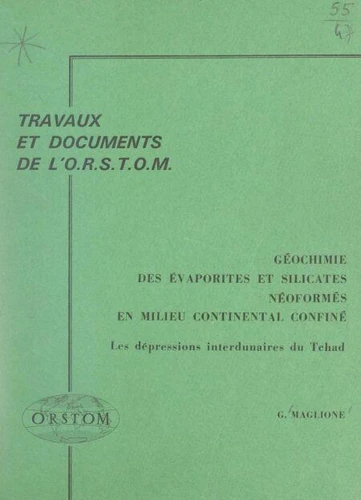 55
47
TRAVAUX
ET DOCUMENTS
DE L'O.R.S.T.O.M.
GÉOCHIMIE
DES ÉVAPORITES ET SILICATES
NÉOFORMÉS
EN MILIEU CONTINENTAL CONFINÉ
Les dépressions interdunaires du Tchad
G. MAGLIONE
ORSTOM